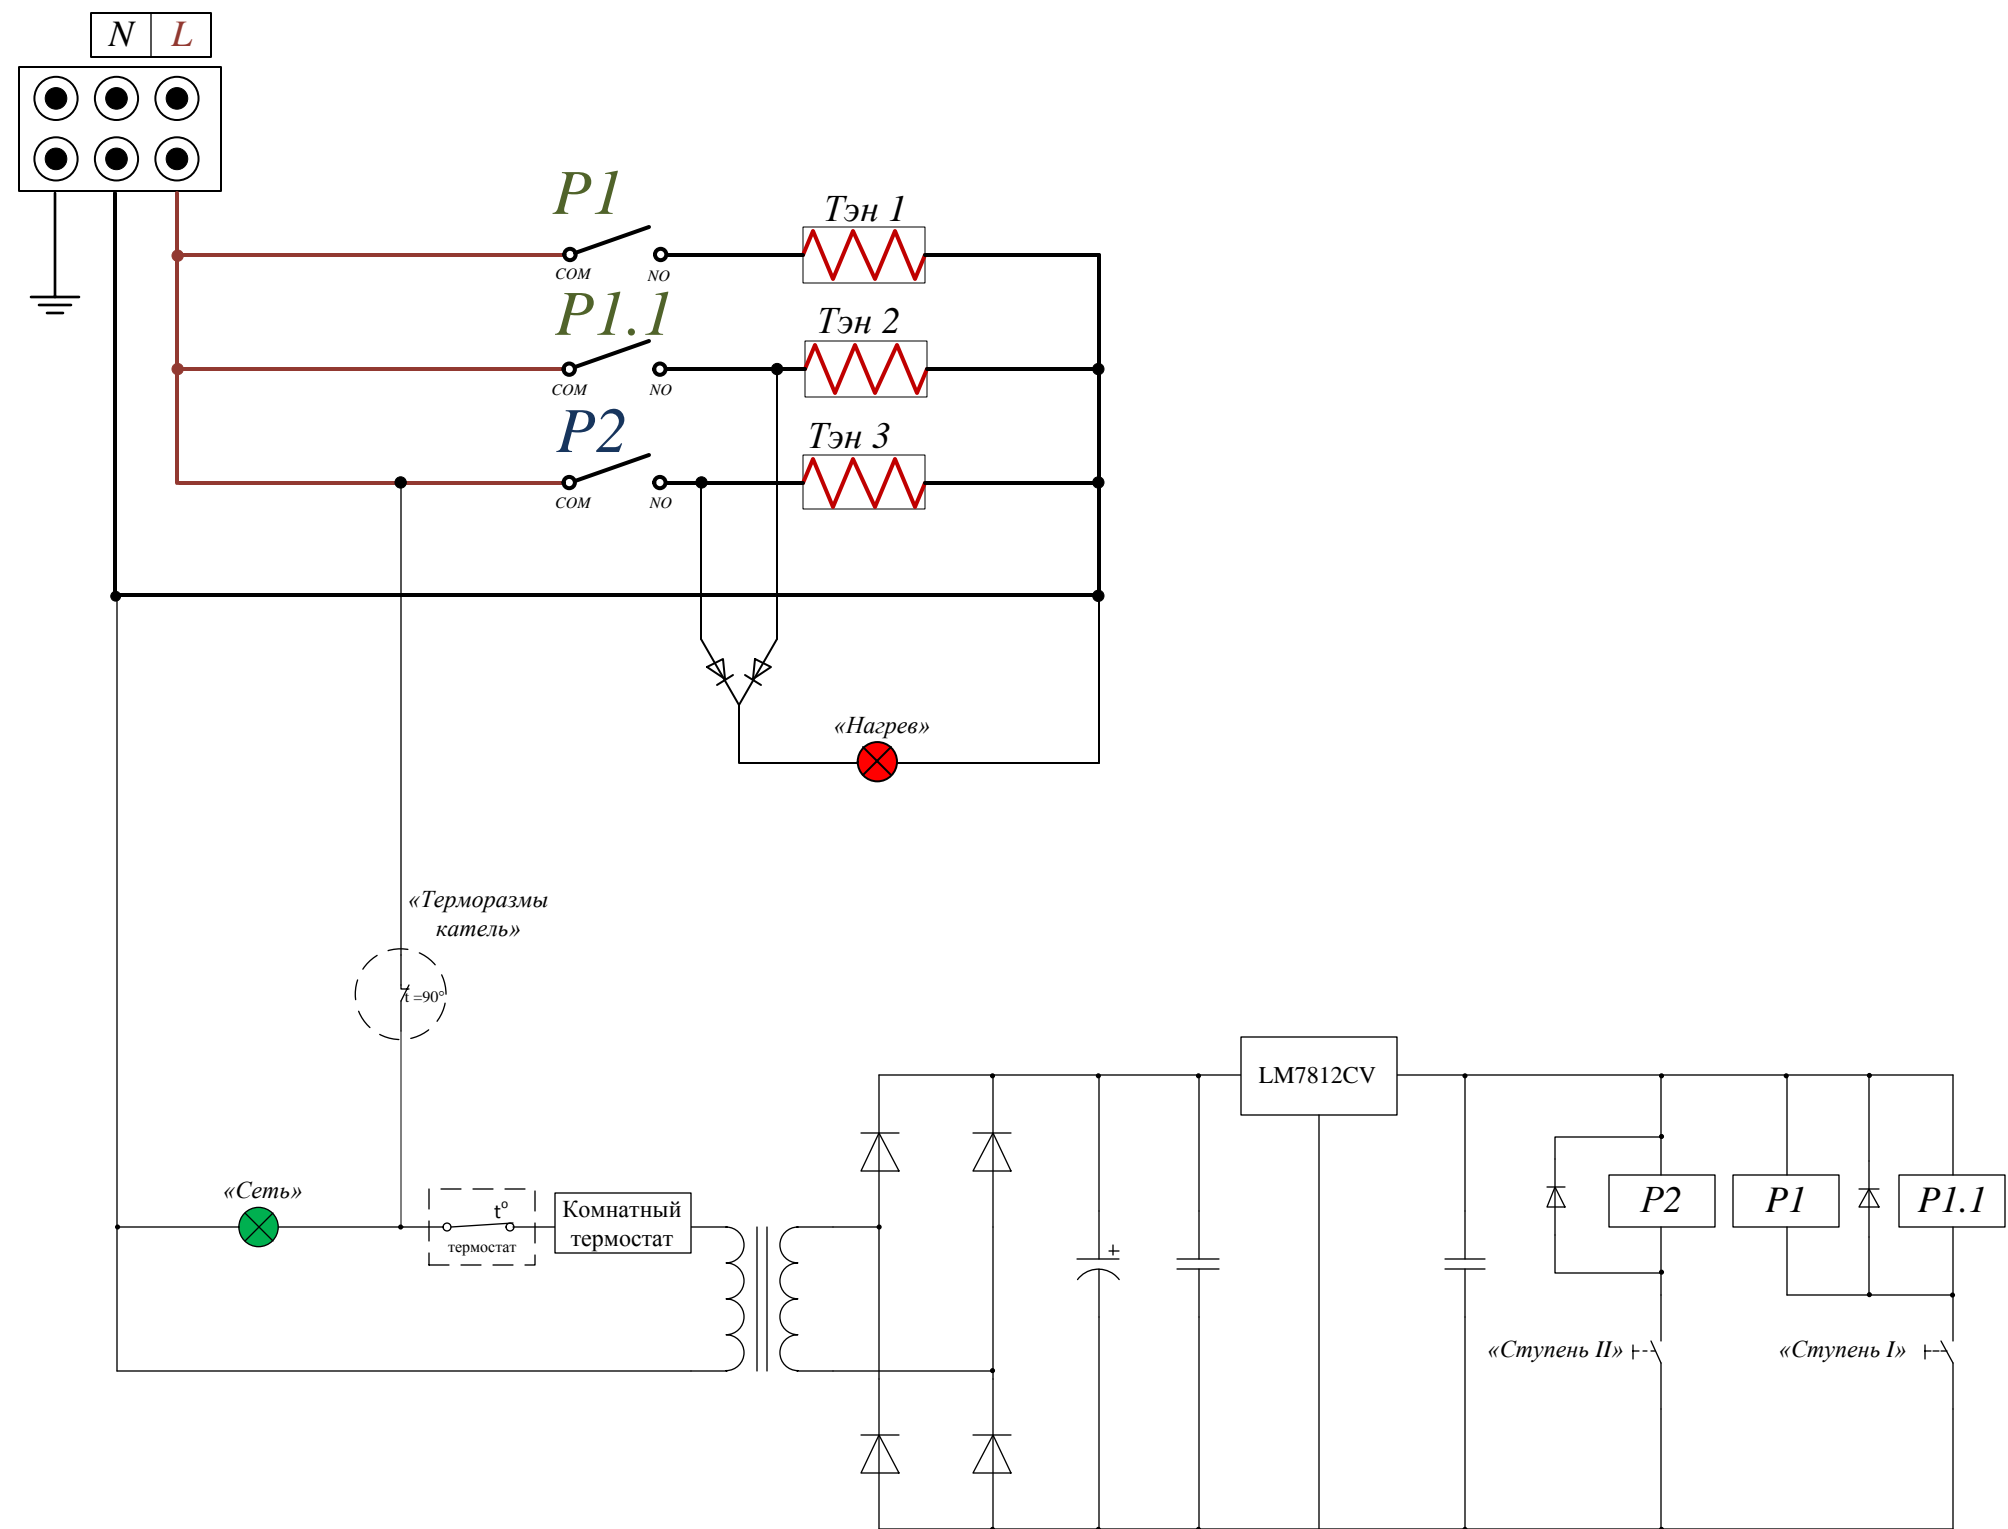 N L
P1
Тэн 1
COM NO
P1.1
Тэн 2
COM NO
P2
Тэн 3
COM NO
«Нагрев»
«Терморазмы
катель»
t =90°
LM7812CV
«Сеть»
t°
термостат
Комнатный
термостат
+
P2
P1
P1.1
«Ступень II»
«Ступень I»